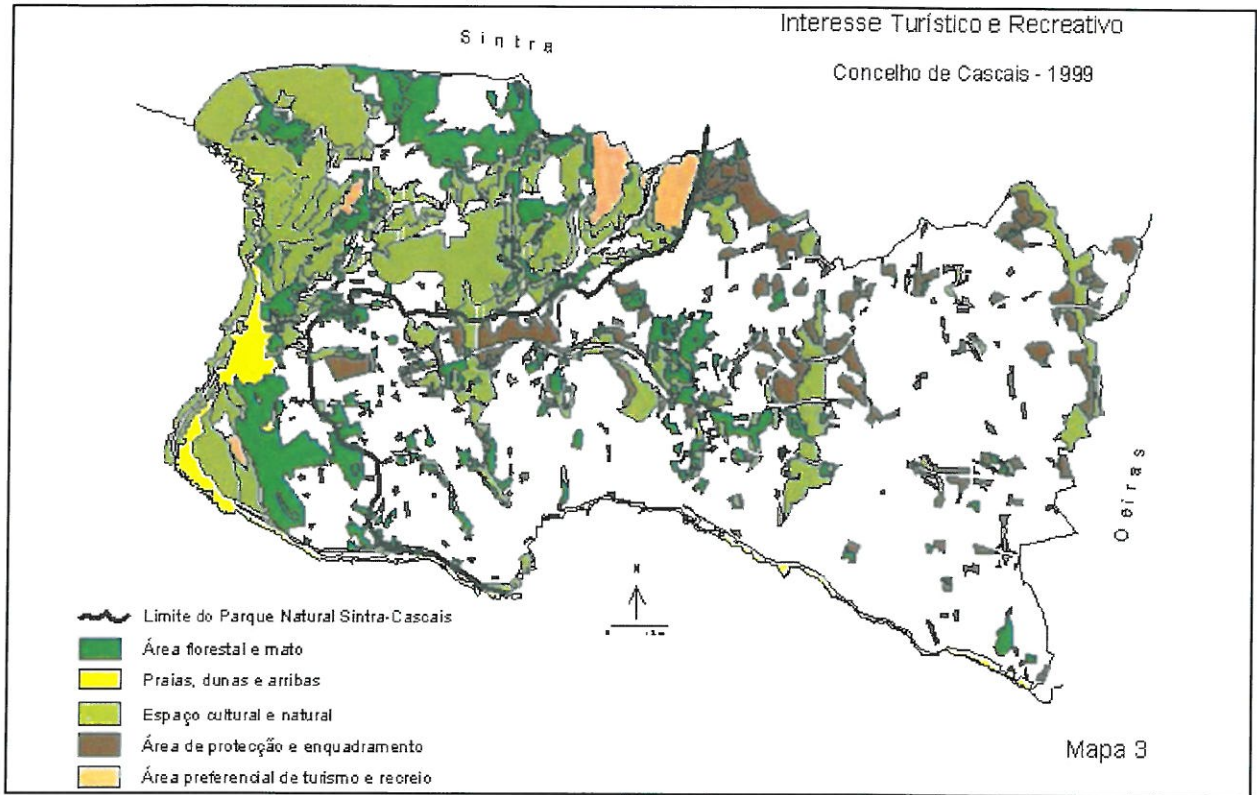 Interesse Turístico e Recreativo
Concelho de Cascais - 1999
Sintra
Oeiras
N
Limite do Parque Natural Sintra-Cascais
Área florestal e mato
Praias, dunas e arribas
Espaço cultural e natural
Área de protecção e enquadramento
Área preferencial de turismo e recreio
Mapa 3